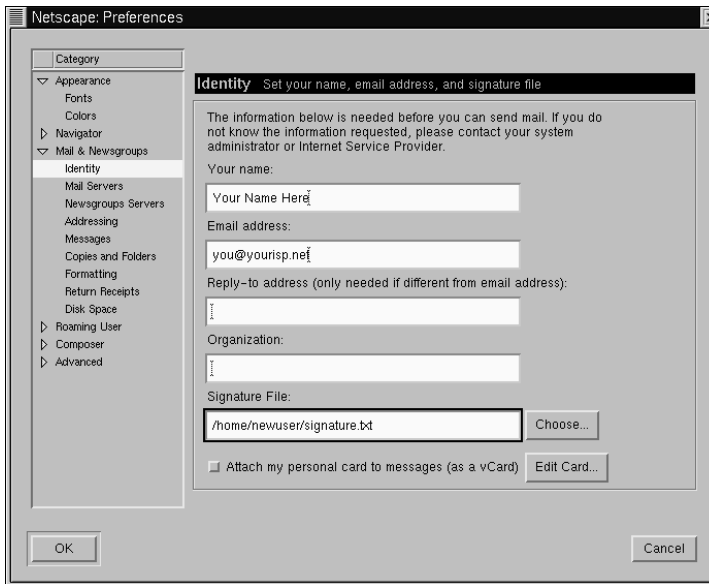 Netscape: Preferences
Category
Appearance
Fonts
Colors
Navigator
Mail & Newsgroups
Identity
Mail Servers
Newsgroups Servers
Addressing
Messages
Copies and Folders
Formatting
Return Receipts
Disk Space
Roaming User
Composer
Advanced
Identity Set your name, email address, and signature file
The information below is needed before you can send mail. If you do
not know the information requested, please contact your system
administrator or Internet Service Provider.
Your name:
Your Name Here
Email address:
you@yourisp.net
Reply-to address (only needed if different from email address):
Organization:
Signature File:
/home/newuser/signature.txt
Choose...
Attach my personal card to messages (as a vCard)
Edit Card...
OK
Cancel